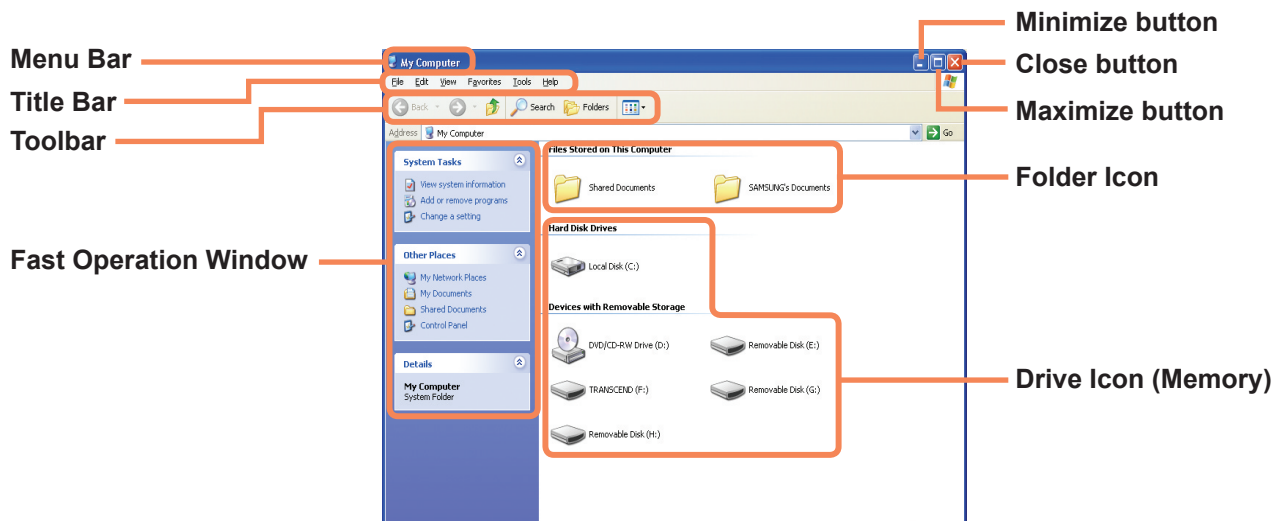 Menu Bar
Title Bar
Toolbar
Fast Operation Window
My Computer
File Edit View Favorites Tools Help
Back Search Folders
Address My Computer Go
System Tasks
View system information
Add or remove programs
Change a setting
Other Places
My Network Places
My Documents
Shared Documents
Control Panel
Details
My Computer
System Folder
Files Stored on This Computer
Shared Documents SAMSUNG's Documents
Hard Disk Drives
Local Disk (C:)
Devices with Removable Storage
DVD/CD-RW Drive (D:) Removable Disk (E:)
TRANSCEND (F:) Removable Disk (G:)
Removable Disk (H:)
Minimize button
Close button
Maximize button
Folder Icon
Drive Icon (Memory)